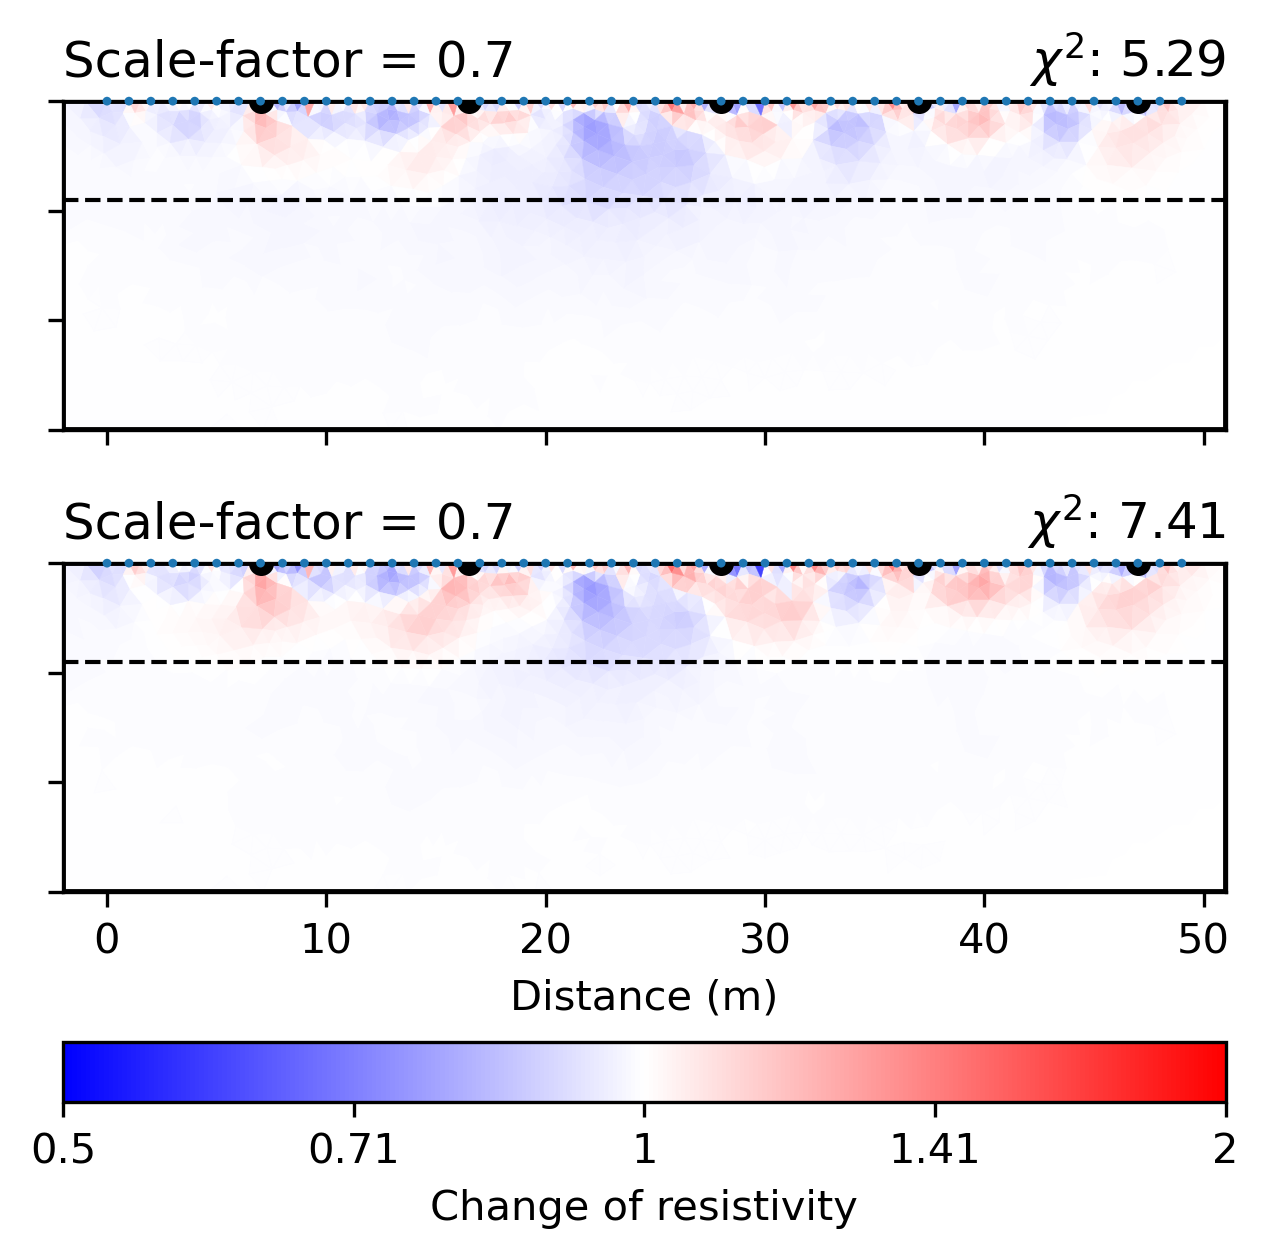 Scale-factor = 0.7
χ²: 5.29
Scale-factor = 0.7
χ²: 7.41
0 10 20 30 40 50
Distance (m)
0.5 0.71 1 1.41 2
Change of resistivity